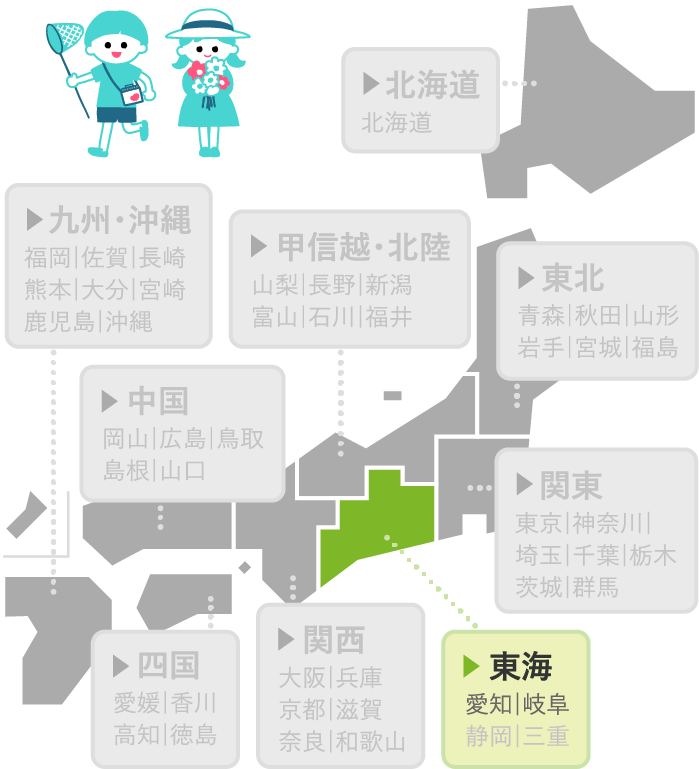 ▶北海道
北海道
▶九州・沖縄
福岡|佐賀|長崎
熊本|大分|宮崎
鹿児島|沖縄
▶甲信越・北陸
山梨|長野|新潟
富山|石川|福井
▶東北
青森|秋田|山形
岩手|宮城|福島
▶中国
岡山|広島|鳥取
島根|山口
▶関東
東京|神奈川|
埼玉|千葉|栃木
茨城|群馬
▶四国
愛媛|香川
高知|徳島
▶関西
大阪|兵庫
京都|滋賀
奈良|和歌山
▶東海
愛知|岐阜
静岡|三重